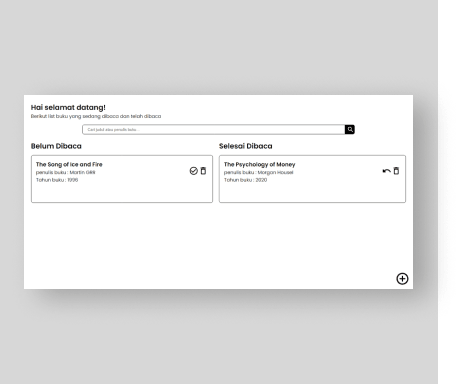 Hai selamat datang!
Berikut list buku yang sedang dibaca dan telah dibaca
Cari judul atau penulis buku...
Belum Dibaca
Selesai Dibaca
The Song of Ice and Fire
penulis buku : Martin GRR
Tahun buku : 1996
The Psychology of Money
penulis buku : Morgan Housel
Tahun buku : 2020